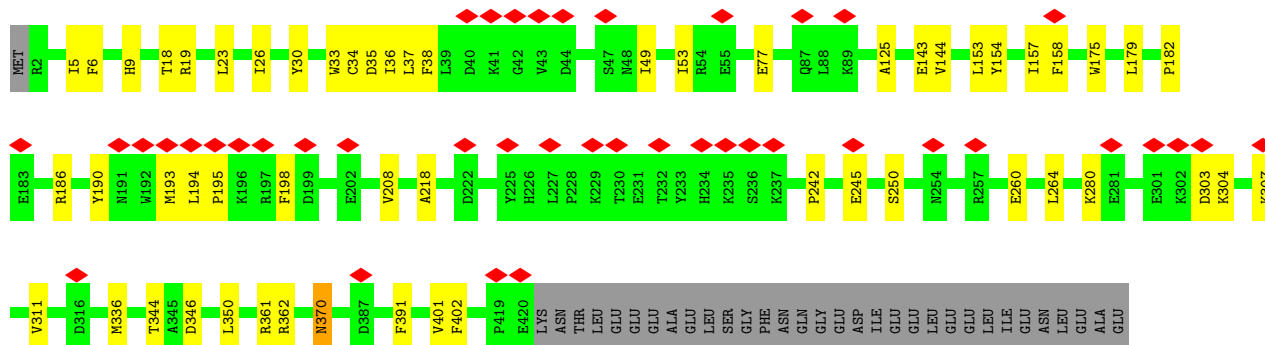 MET R2 I5 F6 H9 T18 R19 L23 I26 Y30 W33 C34 D35 I36 L37 F38 L39 D40 K41 G42 V43 D44 S47 N48 I49 I53 R54 E55 E77 Q87 L88 K89 A125 E143 V144 L153 Y154 I157 F158 W175 L179 P182
E183 R186 Y190 N191 W192 M193 L194 P195 K196 R197 F198 D199 E202 V208 A218 D222 Y225 H226 L227 P228 K229 T230 E231 T232 Y233 H234 K235 S236 K237 P242 E245 S250 N254 R257 E260 L264 K280 E281 E301 K302 D303 K304
V311 D316 M336 T344 A345 D346 L350 R361 R362 N370 D387 F391 V401 F402 P419 E420 LYS ASN THR LEU GLU GLU GLU ALA GLU LEU SER GLY PHE ASN GLN GLY GLU ASP ILE GLU GLU LEU GLU GLU LEU ILE GLU ASN LEU GLU ALA GLU